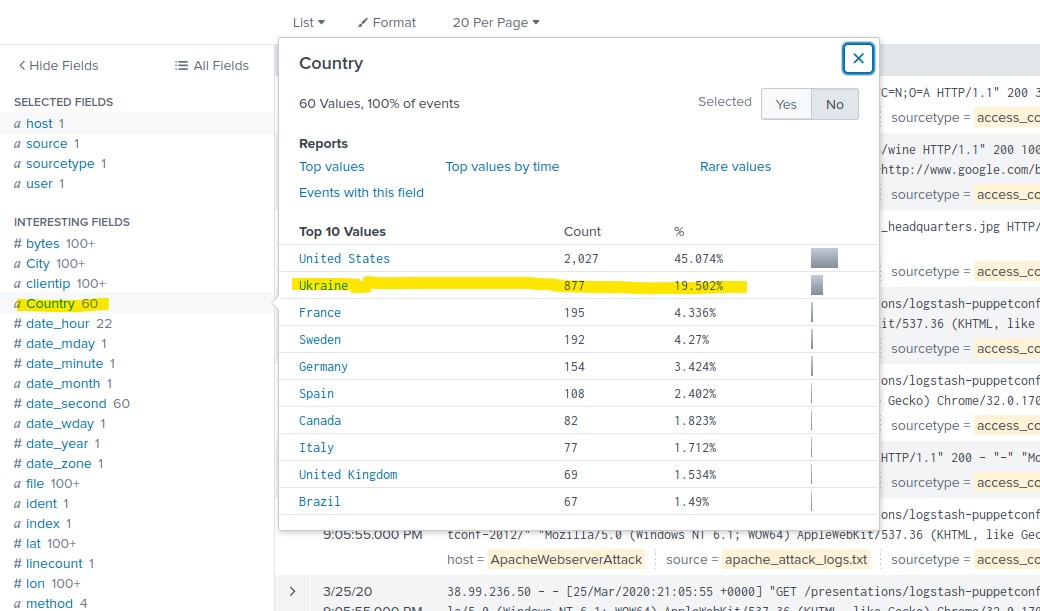 List Format 20 Per Page
Hide Fields All Fields
SELECTED FIELDS
a host 1
a source 1
a sourcetype 1
a user 1
INTERESTING FIELDS
# bytes 100+
a City 100+
a clientip 100+
a Country 60
# date_hour 22
# date_mday 1
# date_minute 1
a date_month 1
# date_second 60
a date_wday 1
# date_year 1
# date_zone 1
a file 100+
a ident 1
a index 1
# lat 100+
# linecount 1
# lon 100+
a method 4
Country
60 Values, 100% of events
Selected Yes No
Reports
Top values Top values by time Rare values
Events with this field
Top 10 Values Count %
United States 2,027 45.074%
Ukraine 877 19.502%
France 195 4.336%
Sweden 192 4.27%
Germany 154 3.424%
Spain 108 2.402%
Canada 82 1.823%
Italy 77 1.712%
United Kingdom 69 1.534%
Brazil 67 1.49%
C=N;O=A HTTP/1.1" 200 3
sourcetype = access_co
/wine HTTP/1.1" 200 100
http://www.google.com/b
sourcetype = access_co
_headquarters.jpg HTTP/
sourcetype = access_co
ons/logstash-puppetconf
it/537.36 (KHTML, like
sourcetype = access_co
ons/logstash-puppetconf
Gecko) Chrome/32.0.170
sourcetype = access_co
HTTP/1.1" 200 - "-" "Mo
sourcetype = access_co
ons/logstash-puppetconf
9:05:55.000 PM tconf-2012/" "Mozilla/5.0 (Windows NT 6.1; WOW64) AppleWebKit/537.36 (KHTML, like Gec
host = ApacheWebserverAttack source = apache_attack_logs.txt sourcetype = access_co
3/25/20 38.99.236.50 - - [25/Mar/2020:21:05:55 +0000] "GET /presentations/logstash-puppetconf
9:05:55.000 PM la/5.0 (Windows NT 6.1; WOW64) AppleWebKit/537.36 (KHTML, like Gecko)